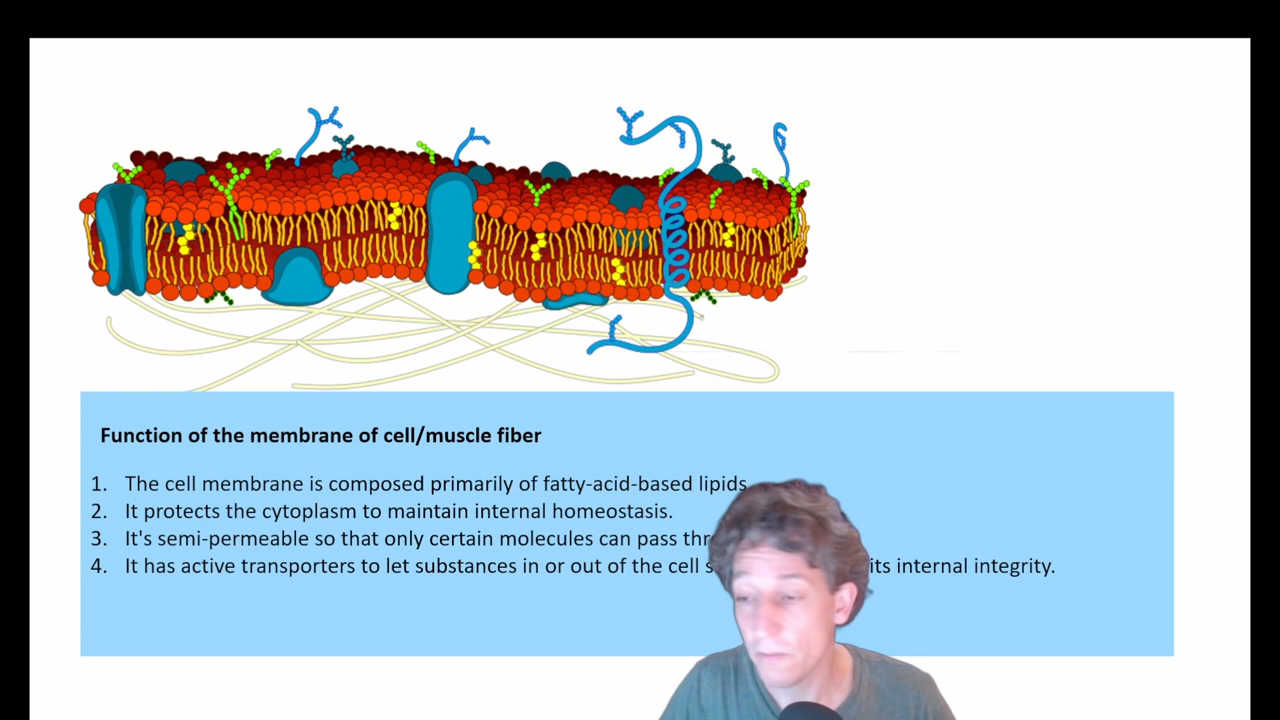 Function of the membrane of cell/muscle fiber
1. The cell membrane is composed primarily of fatty-acid-based lipids
2. It protects the cytoplasm to maintain internal homeostasis.
3. It's semi-permeable so that only certain molecules can pass
4. It has active transporters to let substances in or out of the cell its internal integrity.